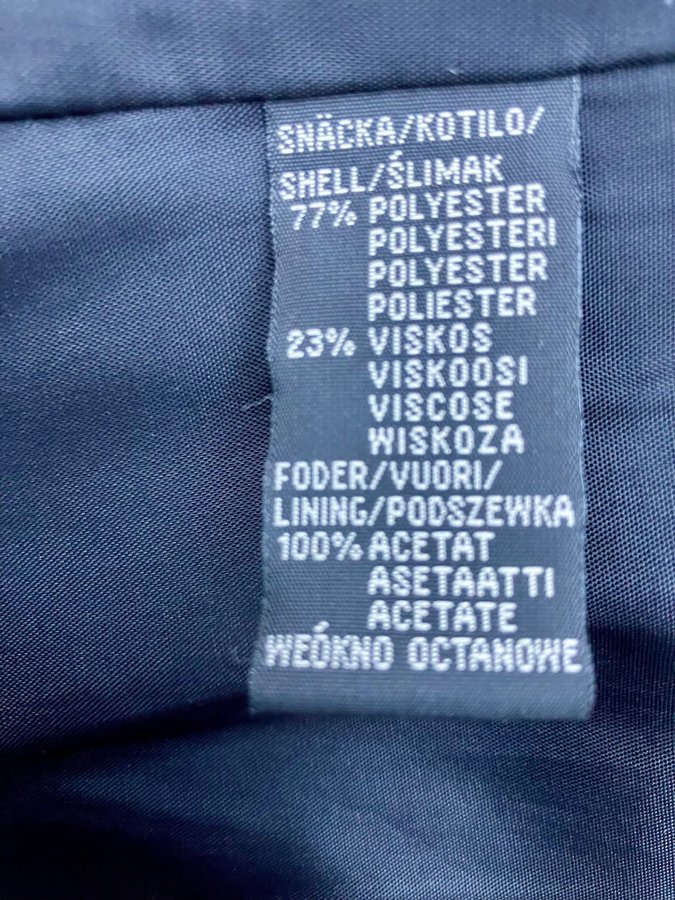 SNÄCKA/KOTILO/
SHELL/ŚLIMAK
77% POLYESTER
POLYESTERI
POLYESTER
POLIESTER
23% VISKOS
VISKOOSI
VISCOSE
WISKOZA
FODER/VUORI/
LINING/PODSZEWKA
100% ACETAT
ASETAATTI
ACETATE
WEÓKNO OCTANOWE